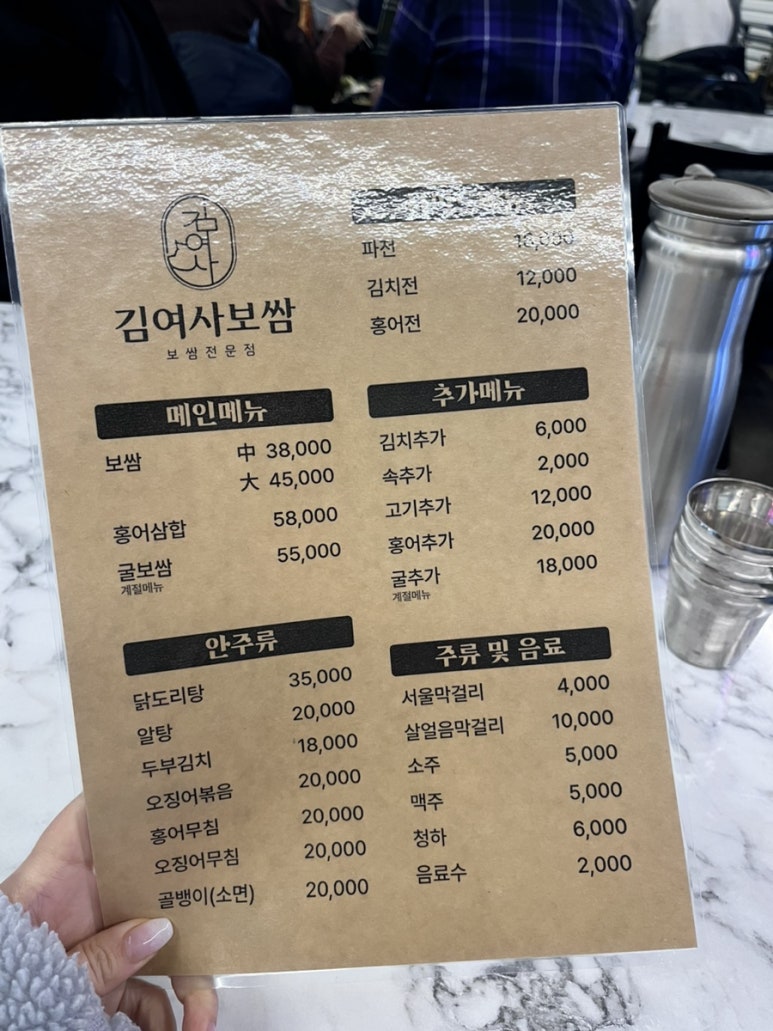 김여사
김여사보쌈
보쌈전문점
메인메뉴
보쌈 中 38,000
大 45,000
홍어삼합 58,000
굴보쌈 55,000
계절메뉴
안주류
닭도리탕 35,000
알탕 20,000
두부김치 18,000
오징어볶음 20,000
홍어무침 20,000
오징어무침 20,000
골뱅이(소면) 20,000
파전
김치전 12,000
홍어전 20,000
추가메뉴
김치추가 6,000
속추가 2,000
고기추가 12,000
홍어추가 20,000
굴추가 18,000
계절메뉴
주류 및 음료
서울막걸리 4,000
살얼음막걸리 10,000
소주 5,000
맥주 5,000
청하 6,000
음료수 2,000